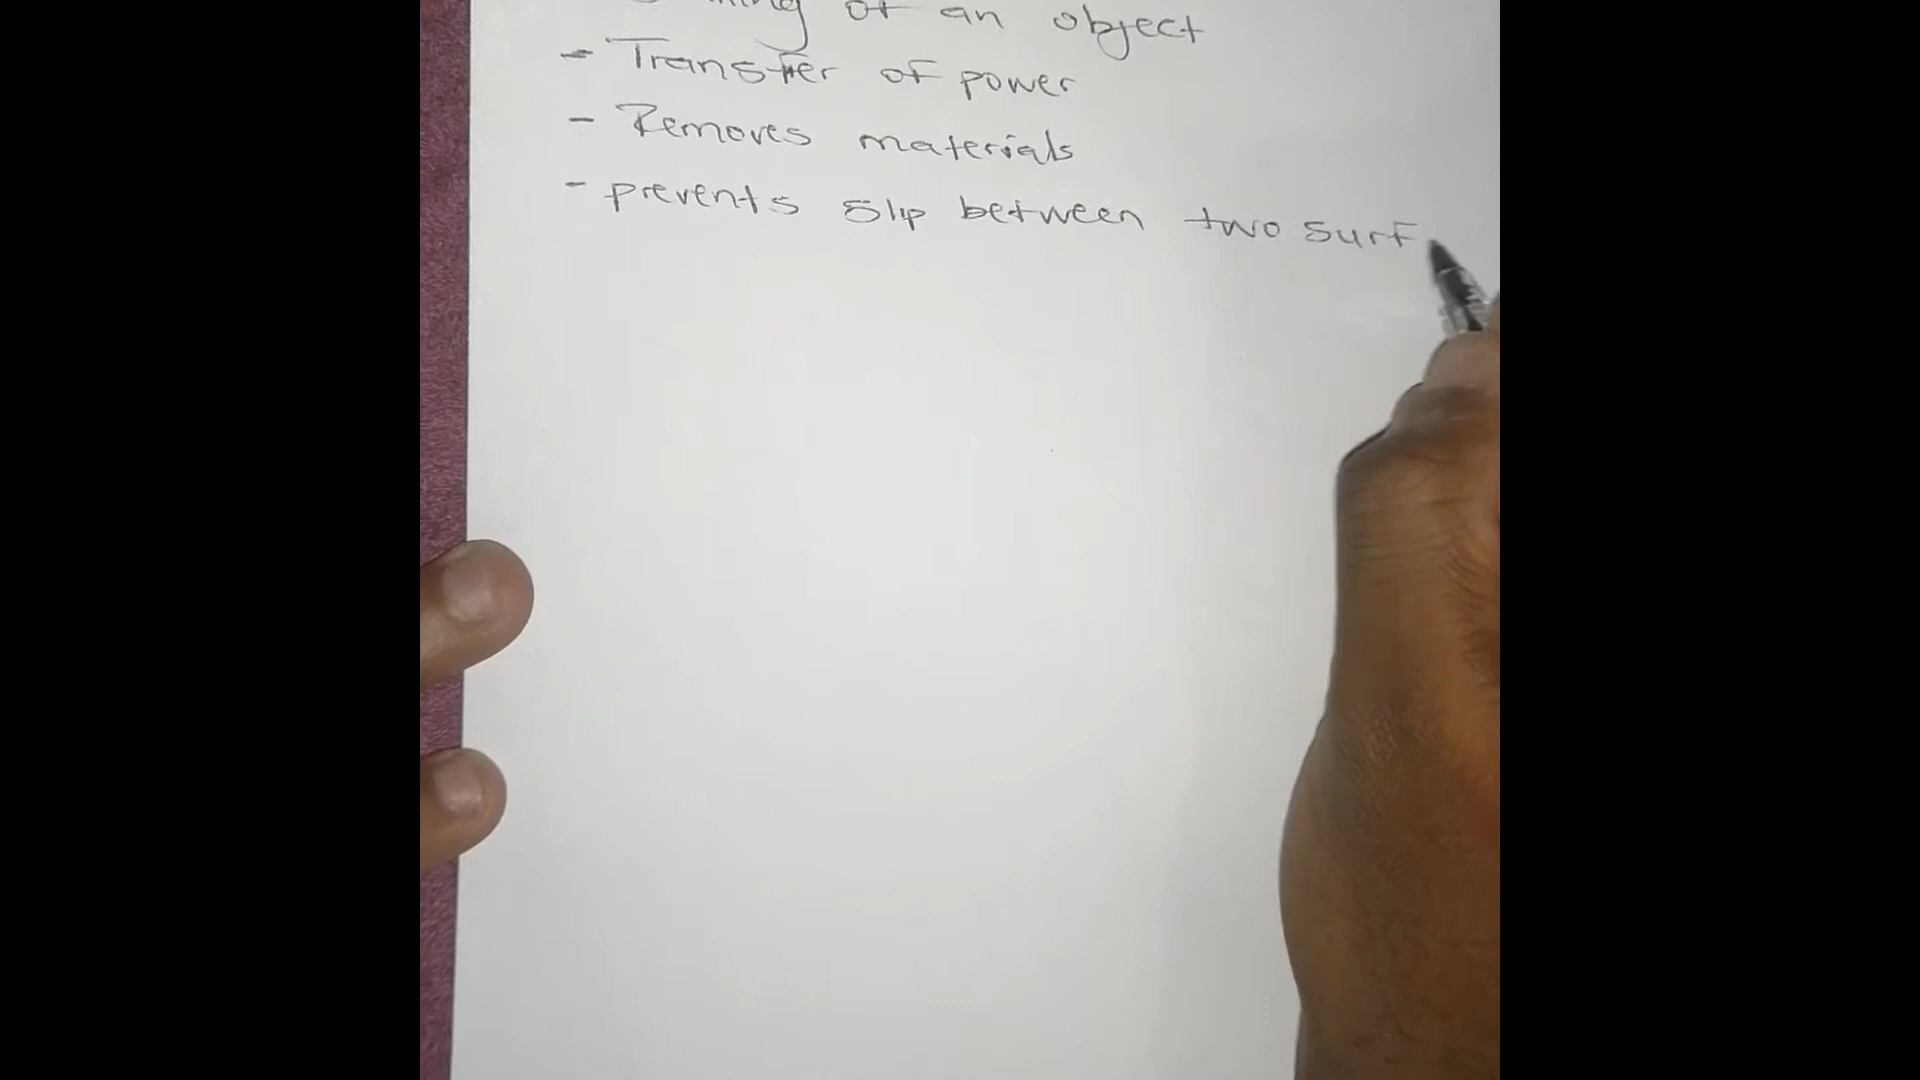 of an object
- Transfer of power
- Removes materials
- prevents slip between two surf